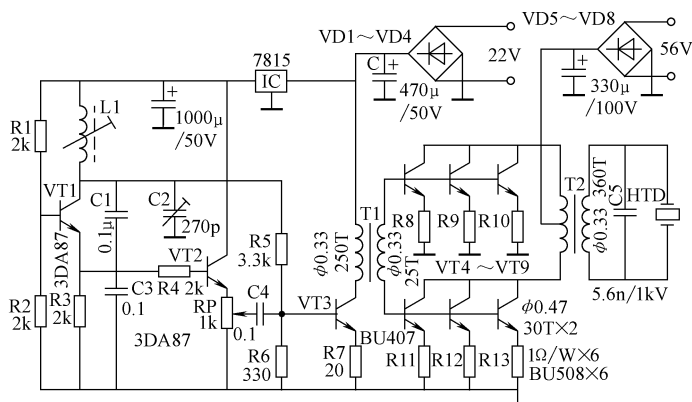 VD1～VD4
VD5～VD8
7815
IC
C
+
22V
+
56V
470μ
/50V
330μ
/100V
+
1000μ
/50V
L1
R1
2k
VT1
C1
0.1μ
C2
270p
3DA87
VT2
R5
3.3k
T1
ϕ0.33
250T
ϕ0.33
25T
R8
R9
R10
T2
360T
ϕ0.33
C5
HTD
VT4 ～VT9
5.6n/1kV
R2
2k
R3
2k
C3
0.1
R4 2k
RP
1k
C4
0.1
VT3
BU407
3DA87
R6
330
R7
20
R11
R12
R13
ϕ0.47
30T×2
1Ω/W×6
BU508×6